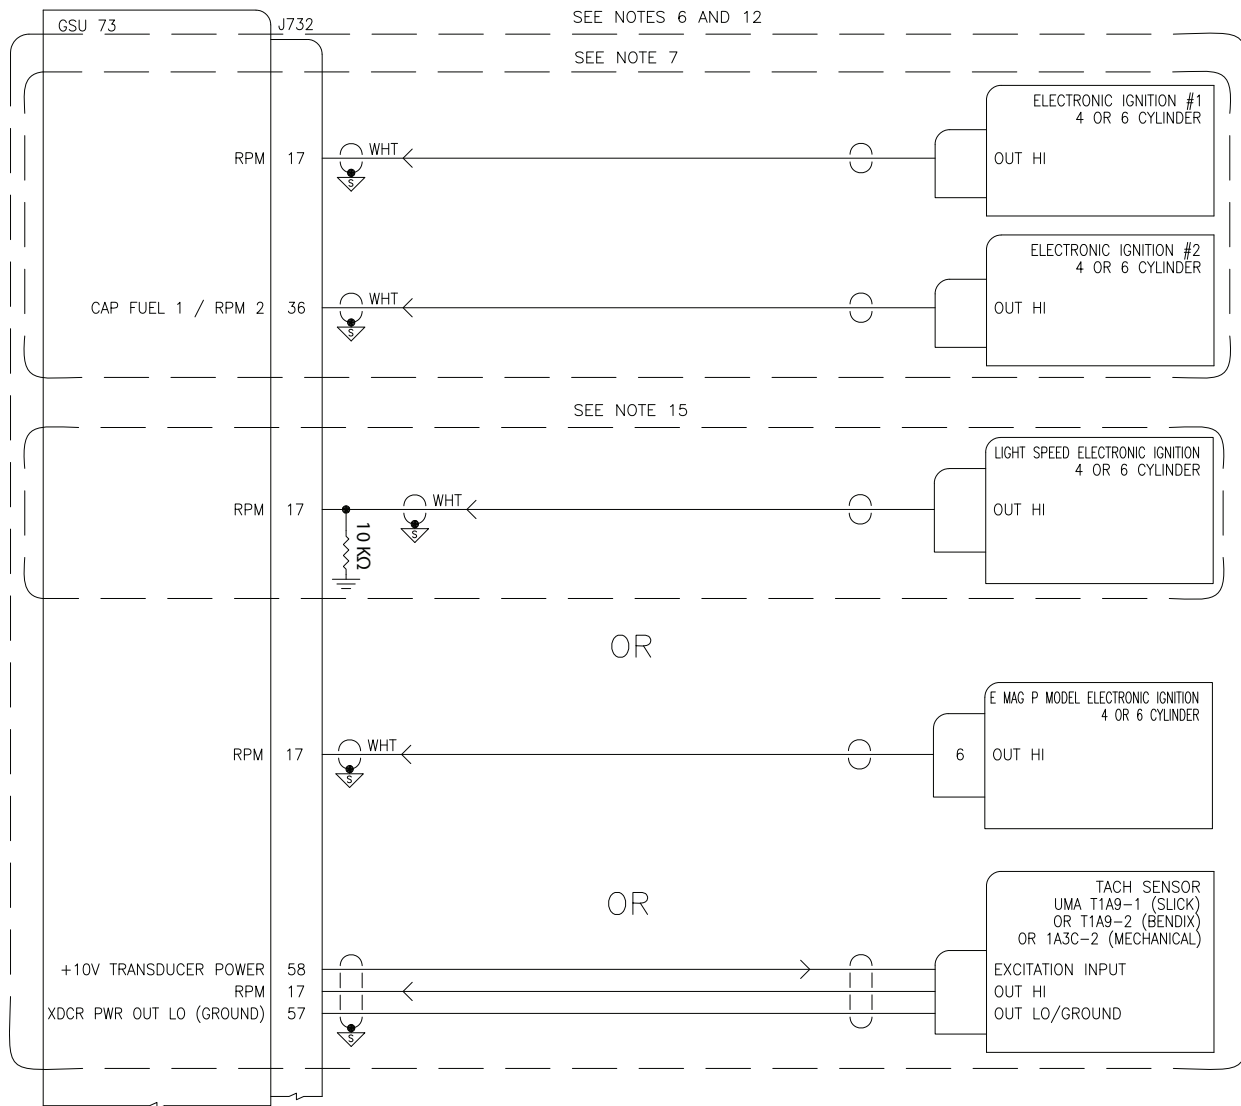 SEE NOTES 6 AND 12
GSU 73
J732
SEE NOTE 7
ELECTRONIC IGNITION #1
4 OR 6 CYLINDER
RPM 17 WHT OUT HI
S
ELECTRONIC IGNITION #2
4 OR 6 CYLINDER
CAP FUEL 1 / RPM 2 36 WHT OUT HI
S
SEE NOTE 15
LIGHT SPEED ELECTRONIC IGNITION
4 OR 6 CYLINDER
RPM 17 WHT OUT HI
S
10 KΩ
OR
E MAG P MODEL ELECTRONIC IGNITION
4 OR 6 CYLINDER
RPM 17 WHT 6 OUT HI
S
OR
TACH SENSOR
UMA T1A9-1 (SLICK)
OR T1A9-2 (BENDIX)
OR 1A3C-2 (MECHANICAL)
+10V TRANSDUCER POWER 58 EXCITATION INPUT
RPM 17 OUT HI
XDCR PWR OUT LO (GROUND) 57 OUT LO/GROUND
S